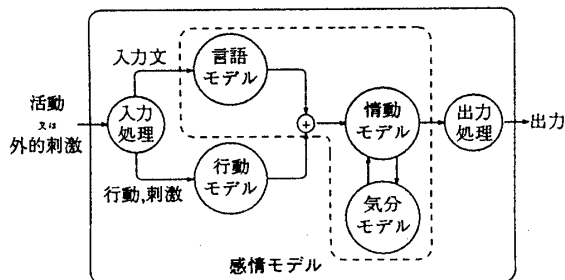 入力文
言語
モデル
活動
又は
外的刺激
入力
処理
+
情動
モデル
出力
処理
出力
行動
モデル
行動,刺激
気分
モデル
感情モデル